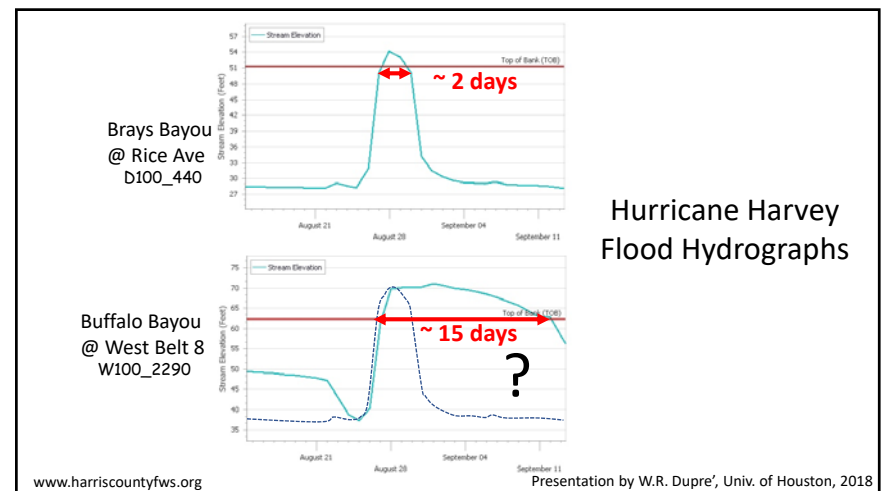 Hurricane Harvey
Flood Hydrographs
Brays Bayou
@ Rice Ave
D100_440
Stream Elevation
Stream Elevation (Feet)
57
54
51
48
45
42
39
36
33
30
27
Top of Bank (TOB)
~ 2 days
August 21
August 28
September 04
September 11
Buffalo Bayou
@ West Belt 8
W100_2290
Stream Elevation
Stream Elevation (Feet)
75
70
65
60
55
50
45
40
35
Top of Bank (TOB)
~ 15 days
?
August 21
August 28
September 04
September 11
www.harriscountyfws.org
Presentation by W.R. Dupre’, Univ. of Houston, 2018